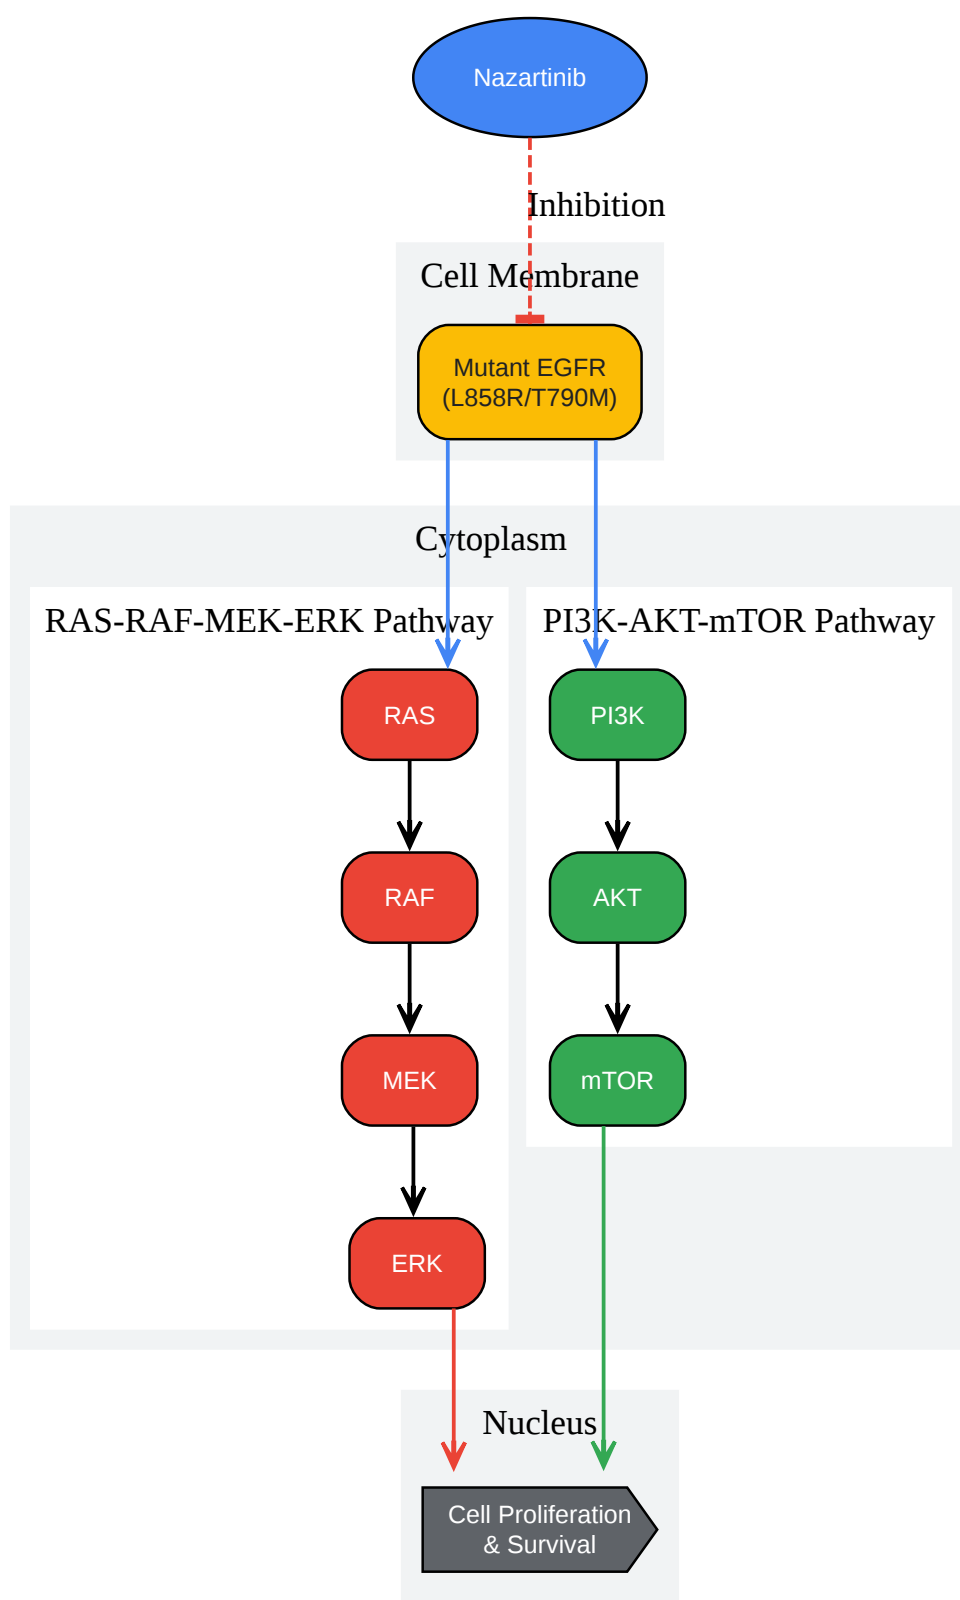 Nazartinib
Inhibition
Cell Membrane
Mutant EGFR
(L858R/T790M)
Cytoplasm
RAS-RAF-MEK-ERK Pathway
PI3K-AKT-mTOR Pathway
RAS
PI3K
RAF
AKT
MEK
mTOR
ERK
Nucleus
Cell Proliferation
& Survival